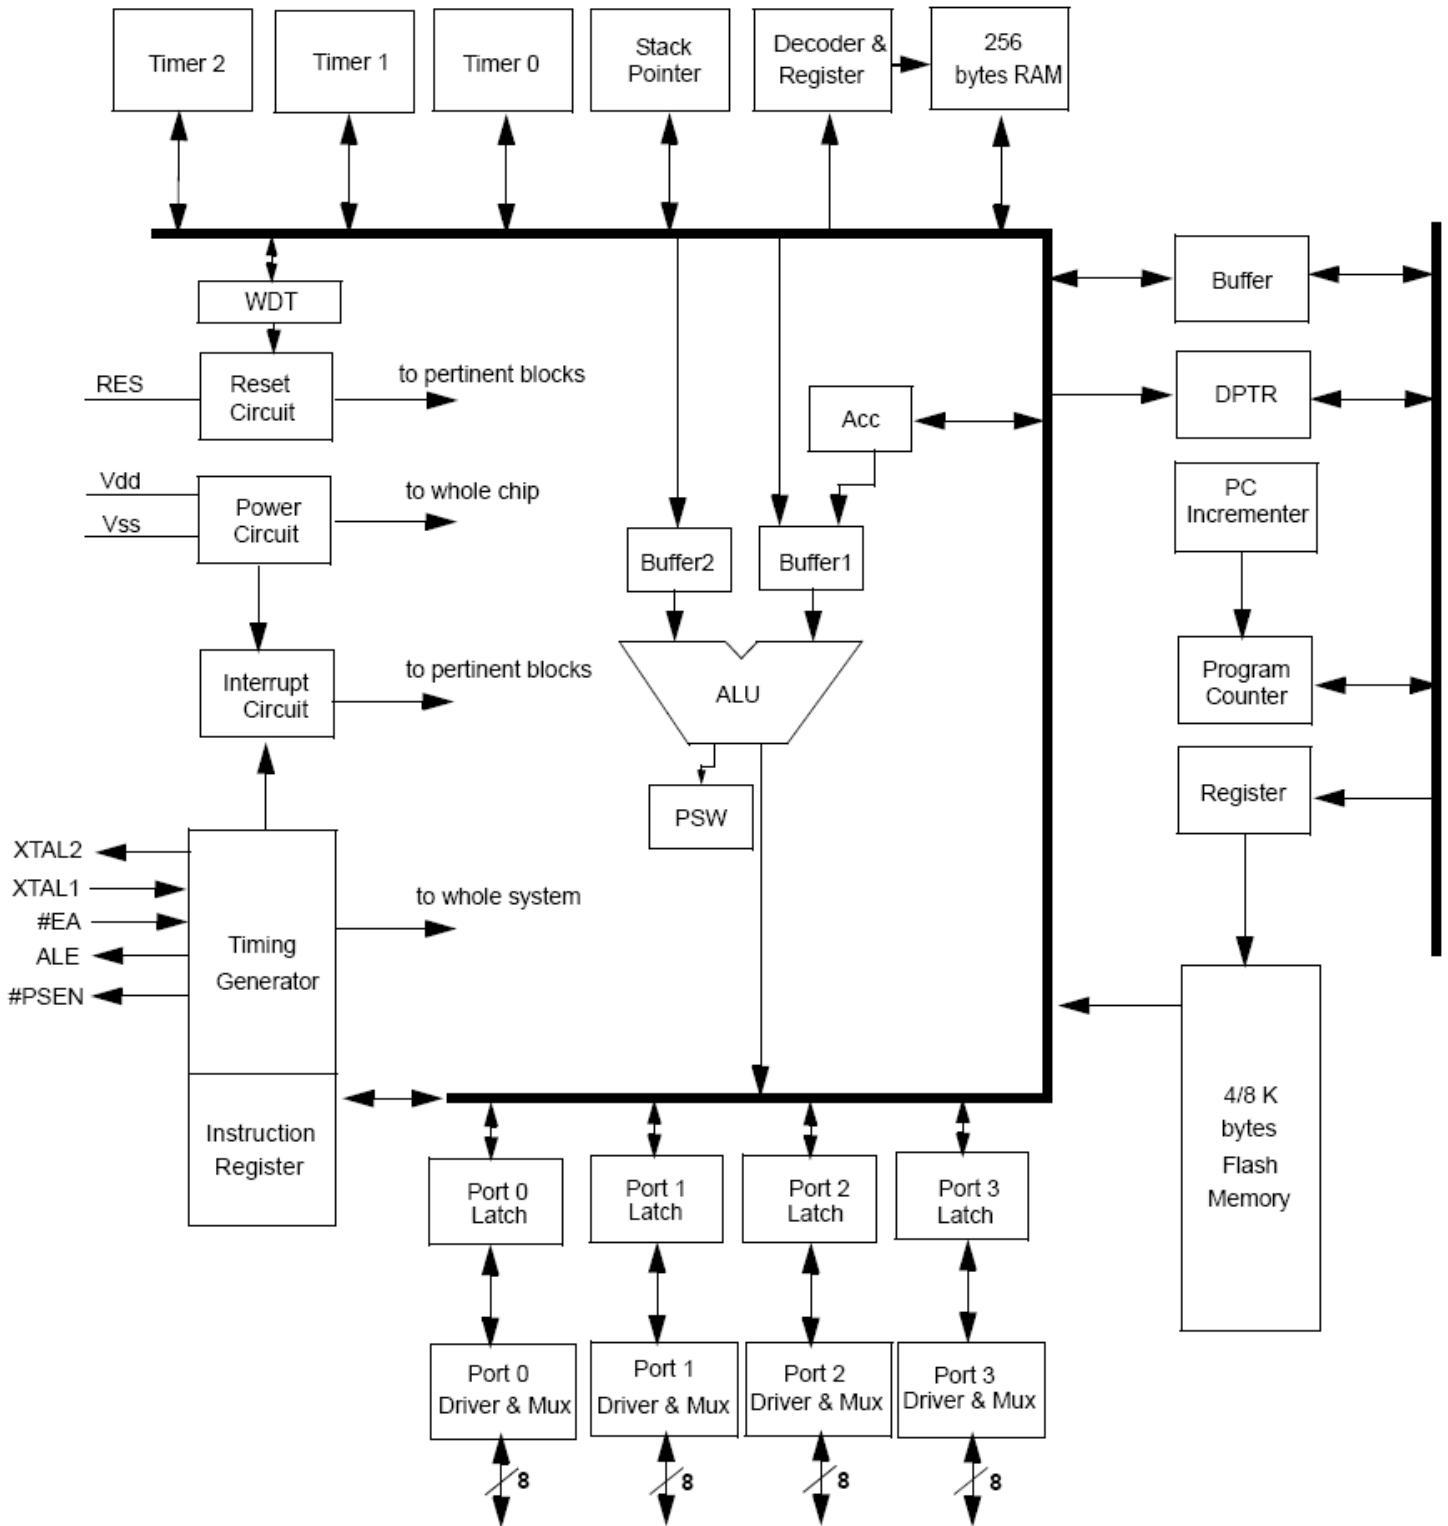 Timer 2
Timer 1
Timer 0
Stack
Pointer
Decoder &
Register
256
bytes RAM
WDT
RES
Reset
Circuit
to pertinent blocks
Vdd
Vss
Power
Circuit
to whole chip
Interrupt
Circuit
to pertinent blocks
XTAL2
XTAL1
#EA
ALE
#PSEN
Timing
Generator
to whole system
Instruction
Register
Acc
Buffer2
Buffer1
ALU
PSW
Buffer
DPTR
PC
Incrementer
Program
Counter
Register
4/8 K
bytes
Flash
Memory
Port 0
Latch
Port 1
Latch
Port 2
Latch
Port 3
Latch
Port 0
Driver & Mux
Port 1
Driver & Mux
Port 2
Driver & Mux
Port 3
Driver & Mux
8
8
8
8